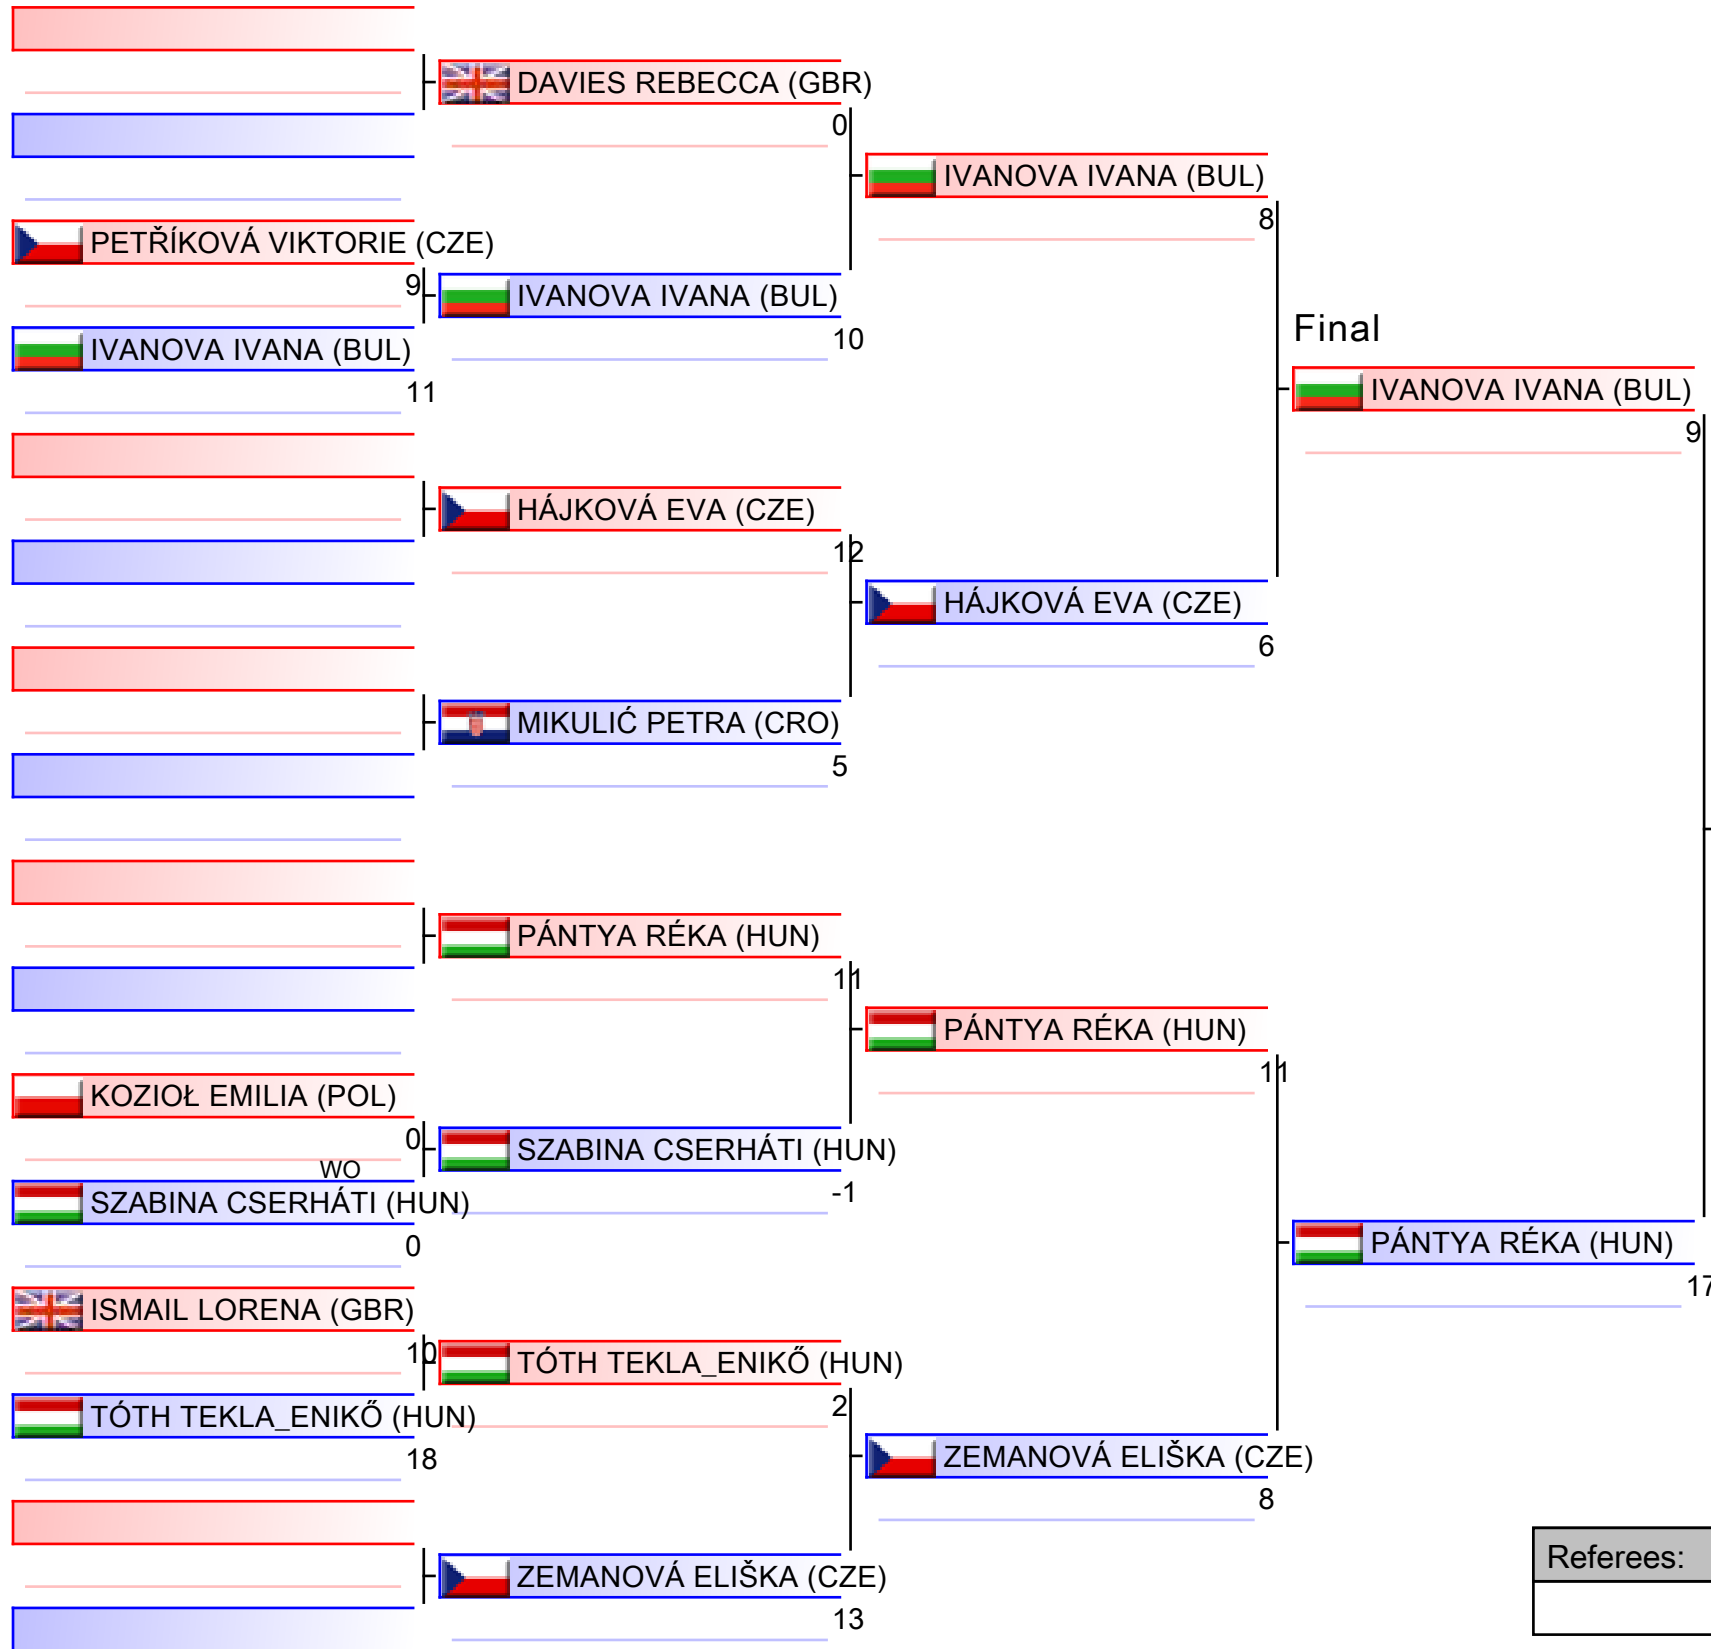 DAVIES REBECCA (GBR)
0
PETŘÍKOVÁ VIKTORIE (CZE)
9
IVANOVA IVANA (BUL)
11
IVANOVA IVANA (BUL)
10
IVANOVA IVANA (BUL)
8
HÁJKOVÁ EVA (CZE)
12
MIKULIĆ PETRA (CRO)
5
HÁJKOVÁ EVA (CZE)
6
Final
IVANOVA IVANA (BUL)
9
PÁNTYA RÉKA (HUN)
11
KOZIOŁ EMILIA (POL)
0
WO
SZABINA CSERHÁTI (HUN)
0
SZABINA CSERHÁTI (HUN)
-1
PÁNTYA RÉKA (HUN)
11
ISMAIL LORENA (GBR)
10
TÓTH TEKLA_ENIKŐ (HUN)
18
TÓTH TEKLA_ENIKŐ (HUN)
2
ZEMANOVÁ ELIŠKA (CZE)
13
ZEMANOVÁ ELIŠKA (CZE)
8
PÁNTYA RÉKA (HUN)
17
Referees: